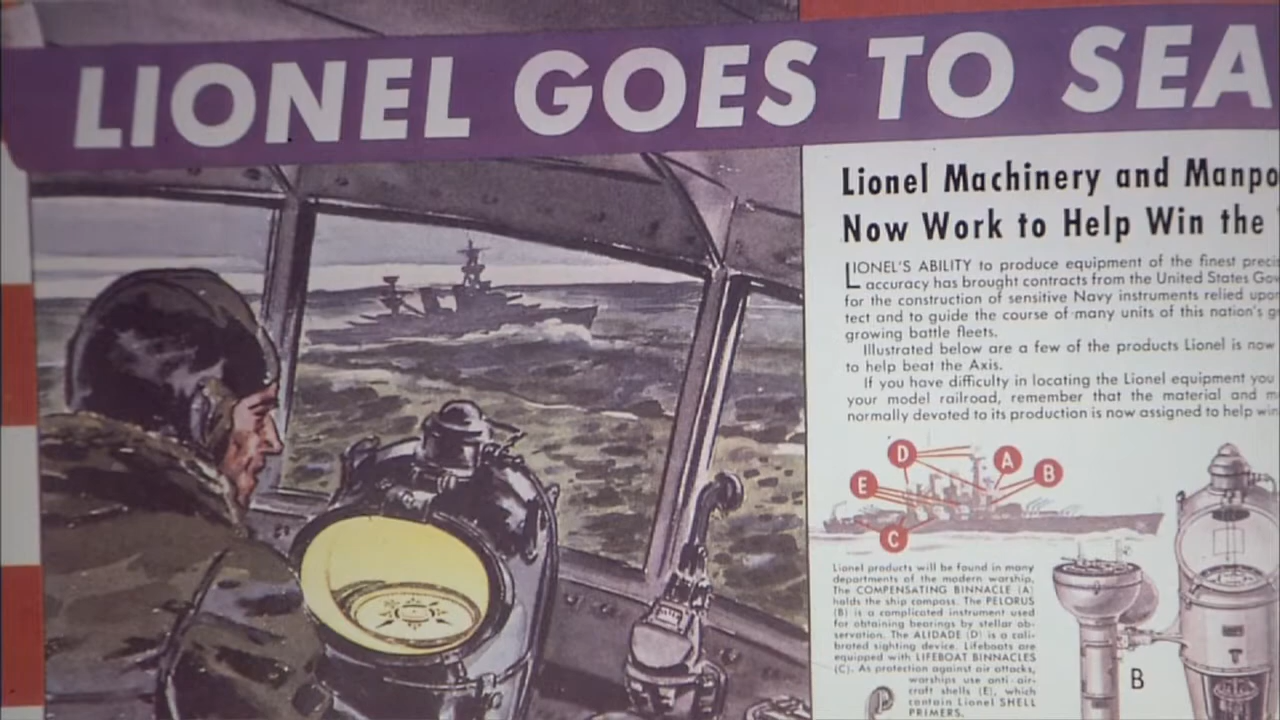 LIONEL GOES TO SEA
Lionel Machinery and Manpo
Now Work to Help Win the
LIONEL'S ABILITY to produce equipment of the finest preci
accuracy has brought contracts from the United States Gov
for the construction of sensitive Navy instruments relied upon
tect and to guide the course of many units of this nation's g
growing battle fleets.
Illustrated below are a few of the products Lionel is now
to help beat the Axis.
If you have difficulty in locating the Lionel equipment you
your model railroad, remember that the material and m
normally devoted to its production is now assigned to help win
D
A
B
E
C
Lionel products will be found in many
departments of the modern warship.
The COMPENSATING BINNACLE (A)
holds the ship compass. The PELORUS
(B) is a complicated instrument used
for obtaining bearings by stellar ob-
servation. The ALIDADE (D) is a cali-
brated sighting device. Lifeboats are
equipped with LIFEBOAT BINNACLES
(C). As protection against air attacks,
warships use anti-air-
craft shells (E), which
contain Lionel SHELL
PRIMERS.
B